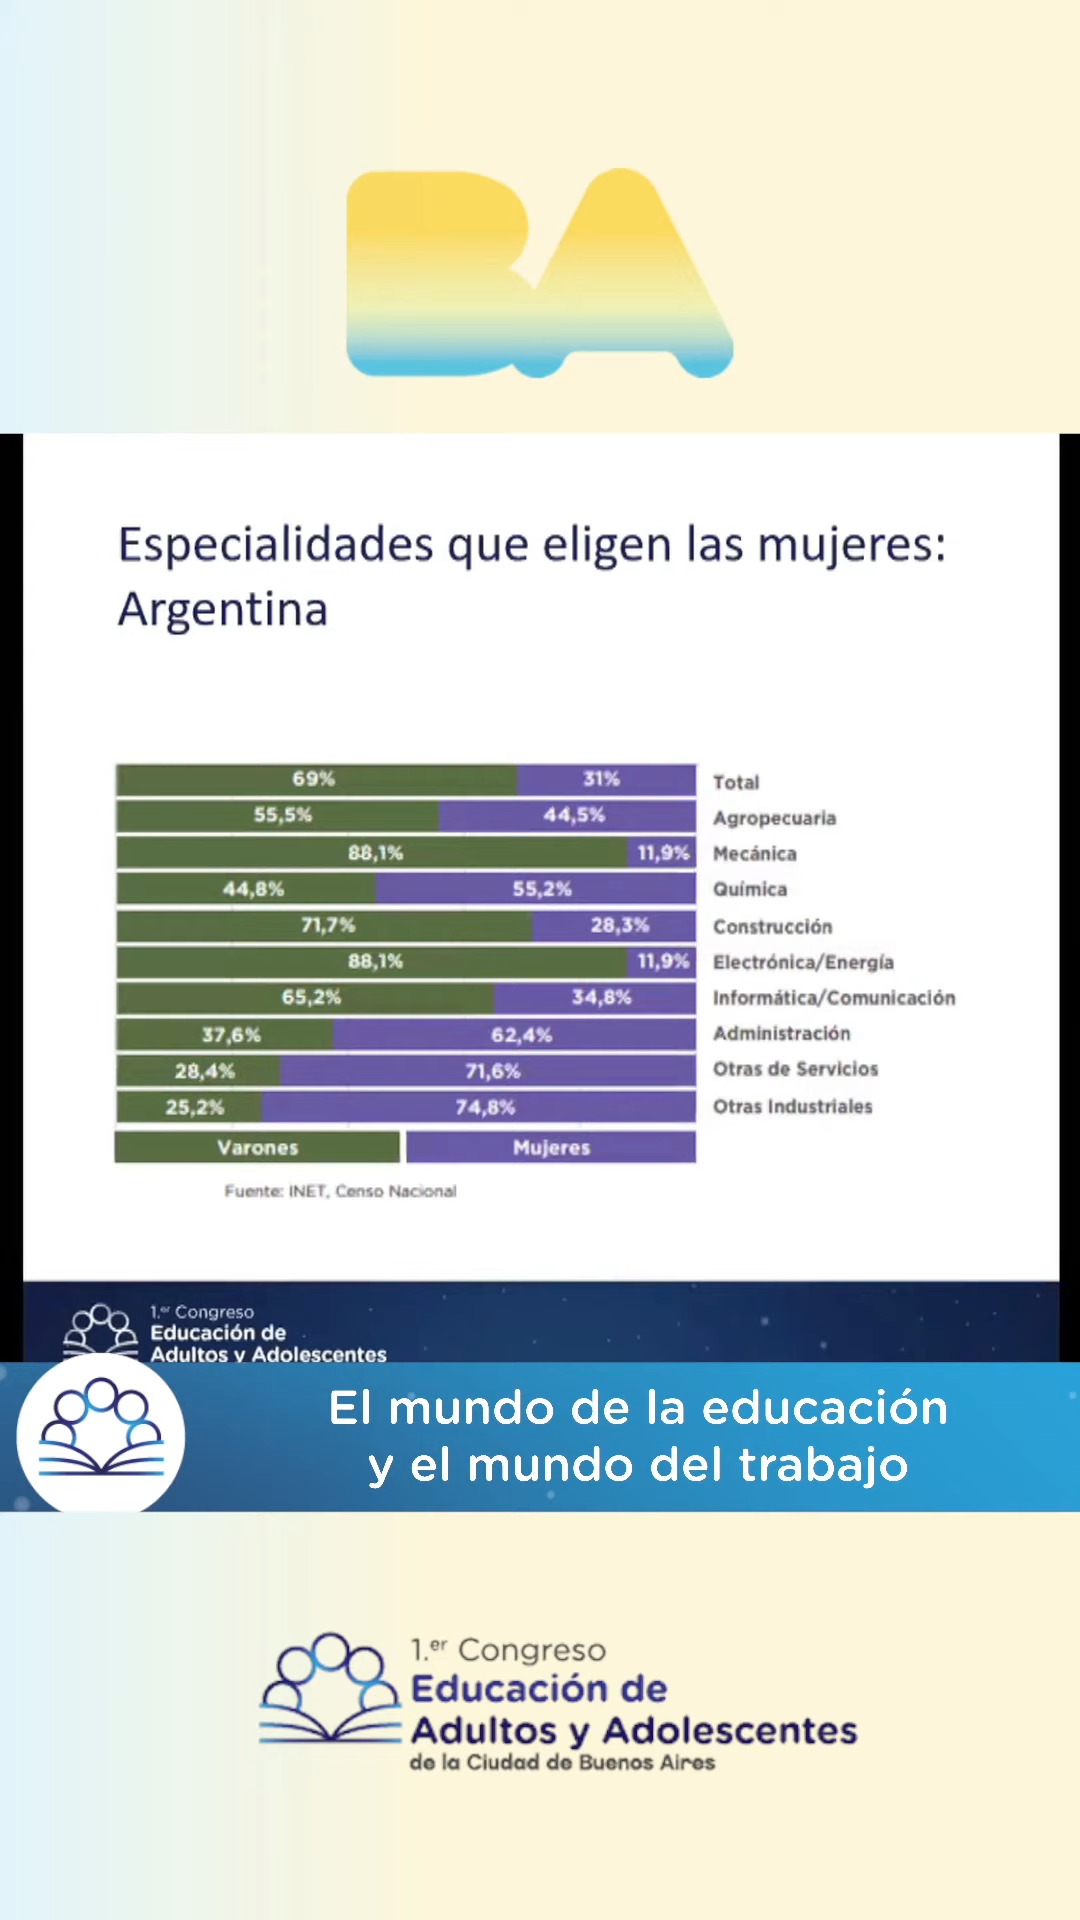 BA
Especialidades que eligen las mujeres:
Argentina
69% 31% Total
55,5% 44,5% Agropecuaria
88,1% 11,9% Mecánica
44,8% 55,2% Química
71,7% 28,3% Construcción
88,1% 11,9% Electrónica/Energía
65,2% 34,8% Informática/Comunicación
37,6% 62,4% Administración
28,4% 71,6% Otras de Servicios
25,2% 74,8% Otras Industriales
Varones Mujeres
Fuente: INET, Censo Nacional
1.er Congreso
Educación de
Adultos y Adolescentes
El mundo de la educación
y el mundo del trabajo
1.er Congreso
Educación de
Adultos y Adolescentes
de la Ciudad de Buenos Aires